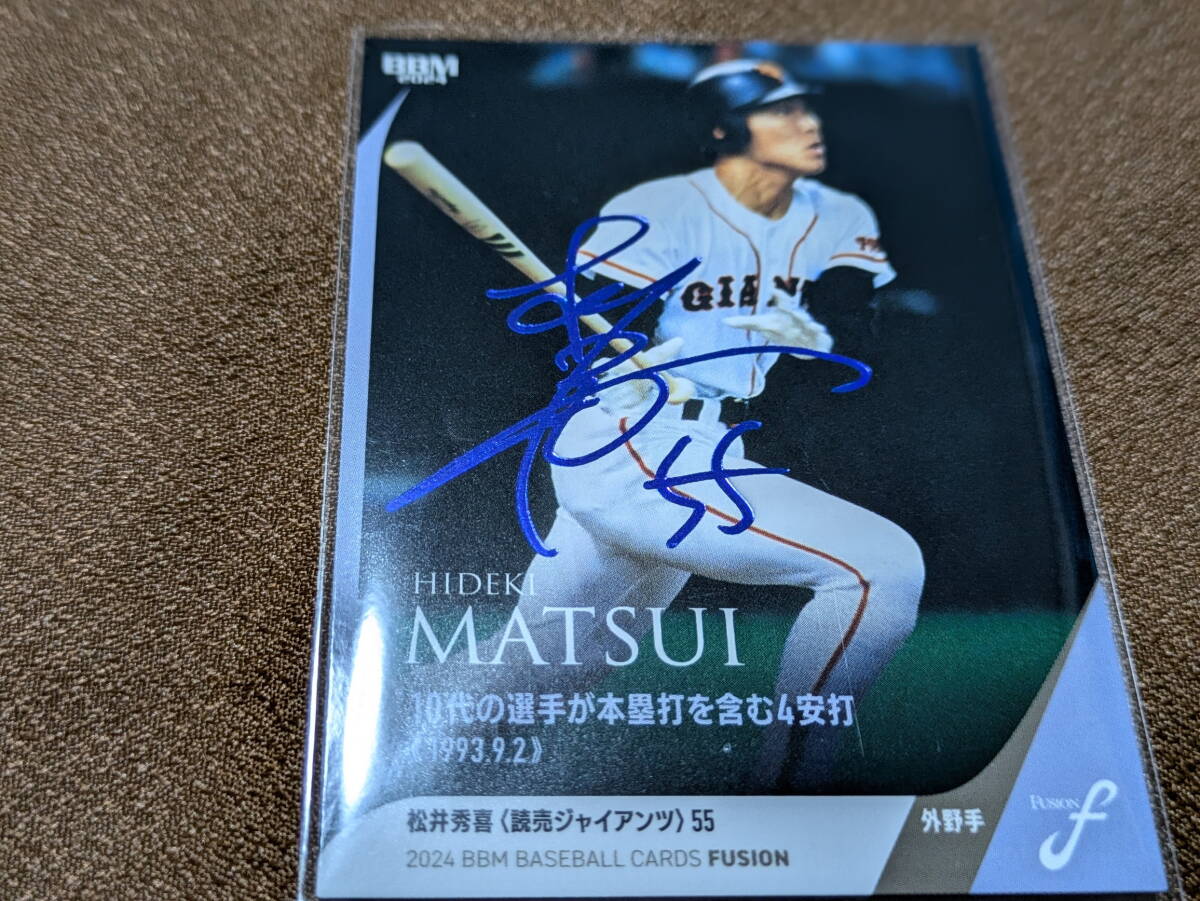 BBM
2024
GIAN
55
HIDEKI
MATSUI
10代の選手が本塁打を含む4安打
《1993.9.2》
松井秀喜〈読売ジャイアンツ〉55
外野手
FUSION
f
2024 BBM BASEBALL CARDS FUSION